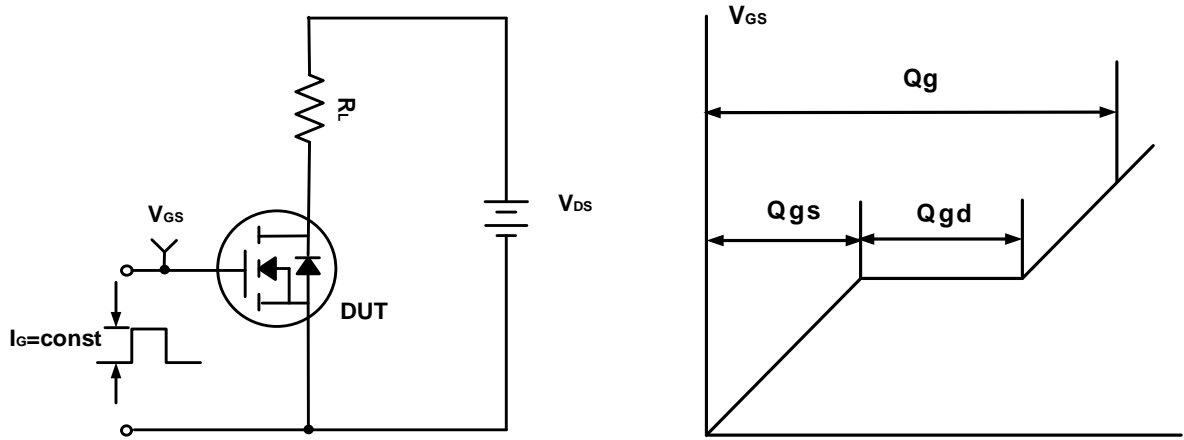 RL
VGS
VDS
DUT
IG=const
VGS
Qg
Qgs
Qgd